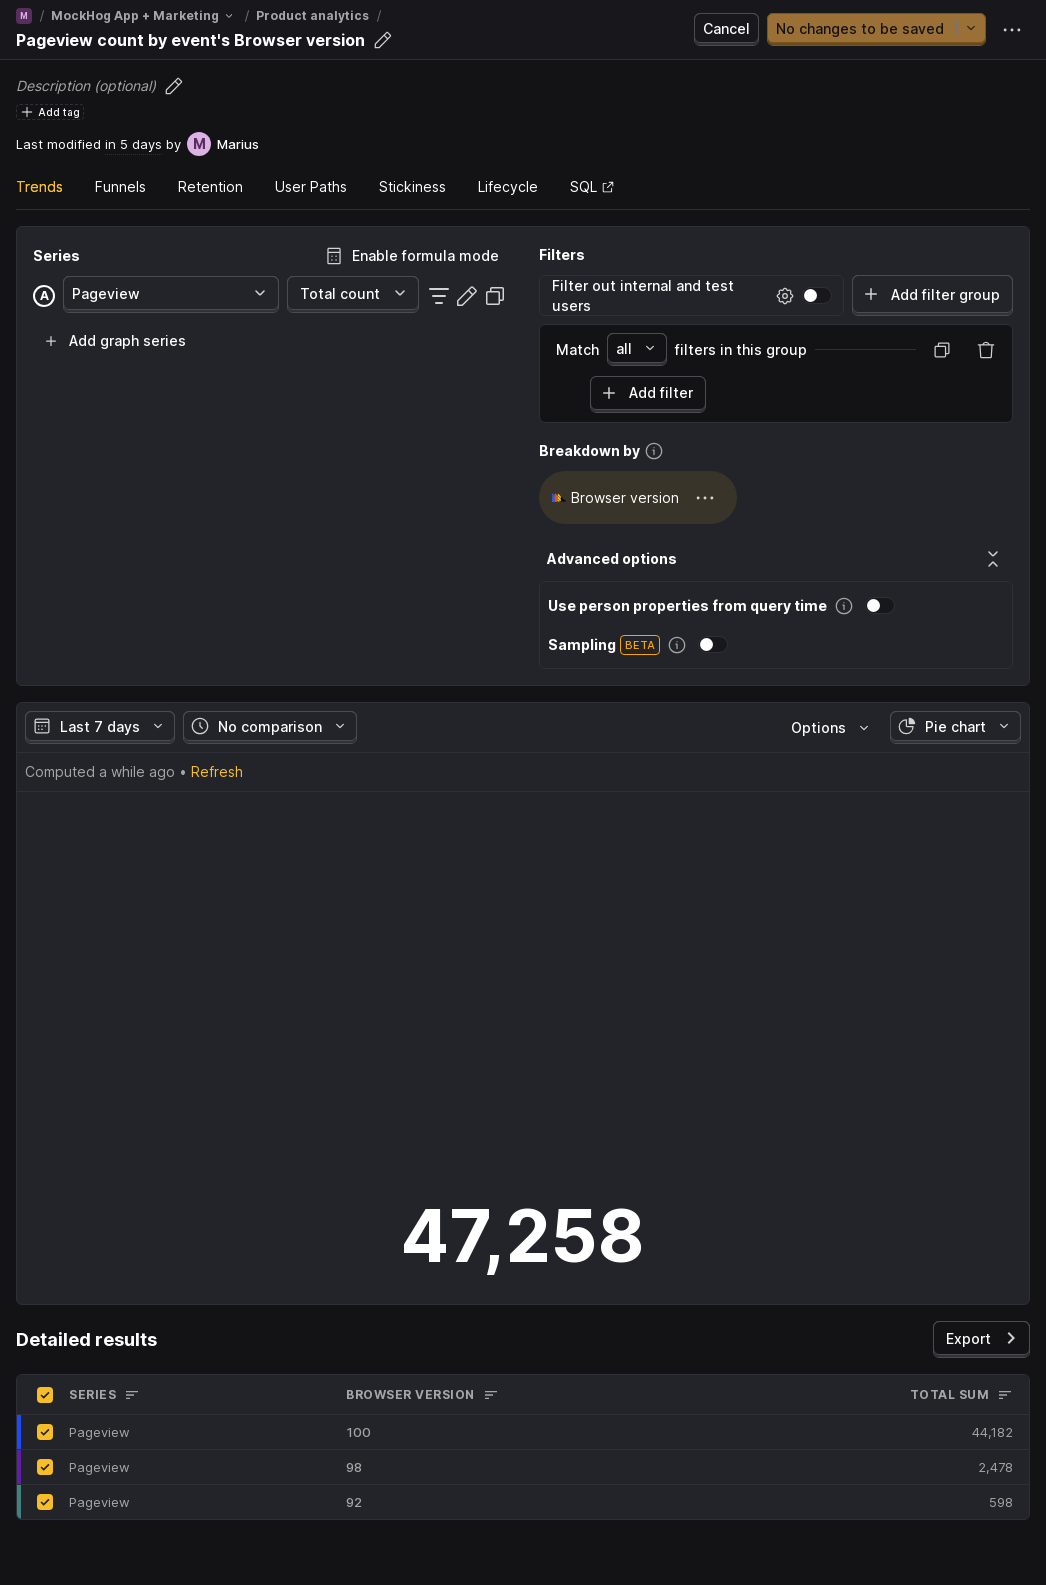 M / MockHog App + Marketing / Product analytics /
Pageview count by event's Browser version
Cancel
No changes to be saved
Description (optional)
Add tag
Last modified in 5 days by M Marius
Trends
Funnels
Retention
User Paths
Stickiness
Lifecycle
SQL
Series
Enable formula mode
A Pageview
Total count
Add graph series
Filters
Filter out internal and test
users
Add filter group
Match all filters in this group
Add filter
Breakdown by
Browser version
Advanced options
Use person properties from query time
Sampling BETA
Last 7 days
No comparison
Options
Pie chart
Computed a while ago • Refresh
47,258
Detailed results
Export
SERIES BROWSER VERSION TOTAL SUM
Pageview 100 44,182
Pageview 98 2,478
Pageview 92 598